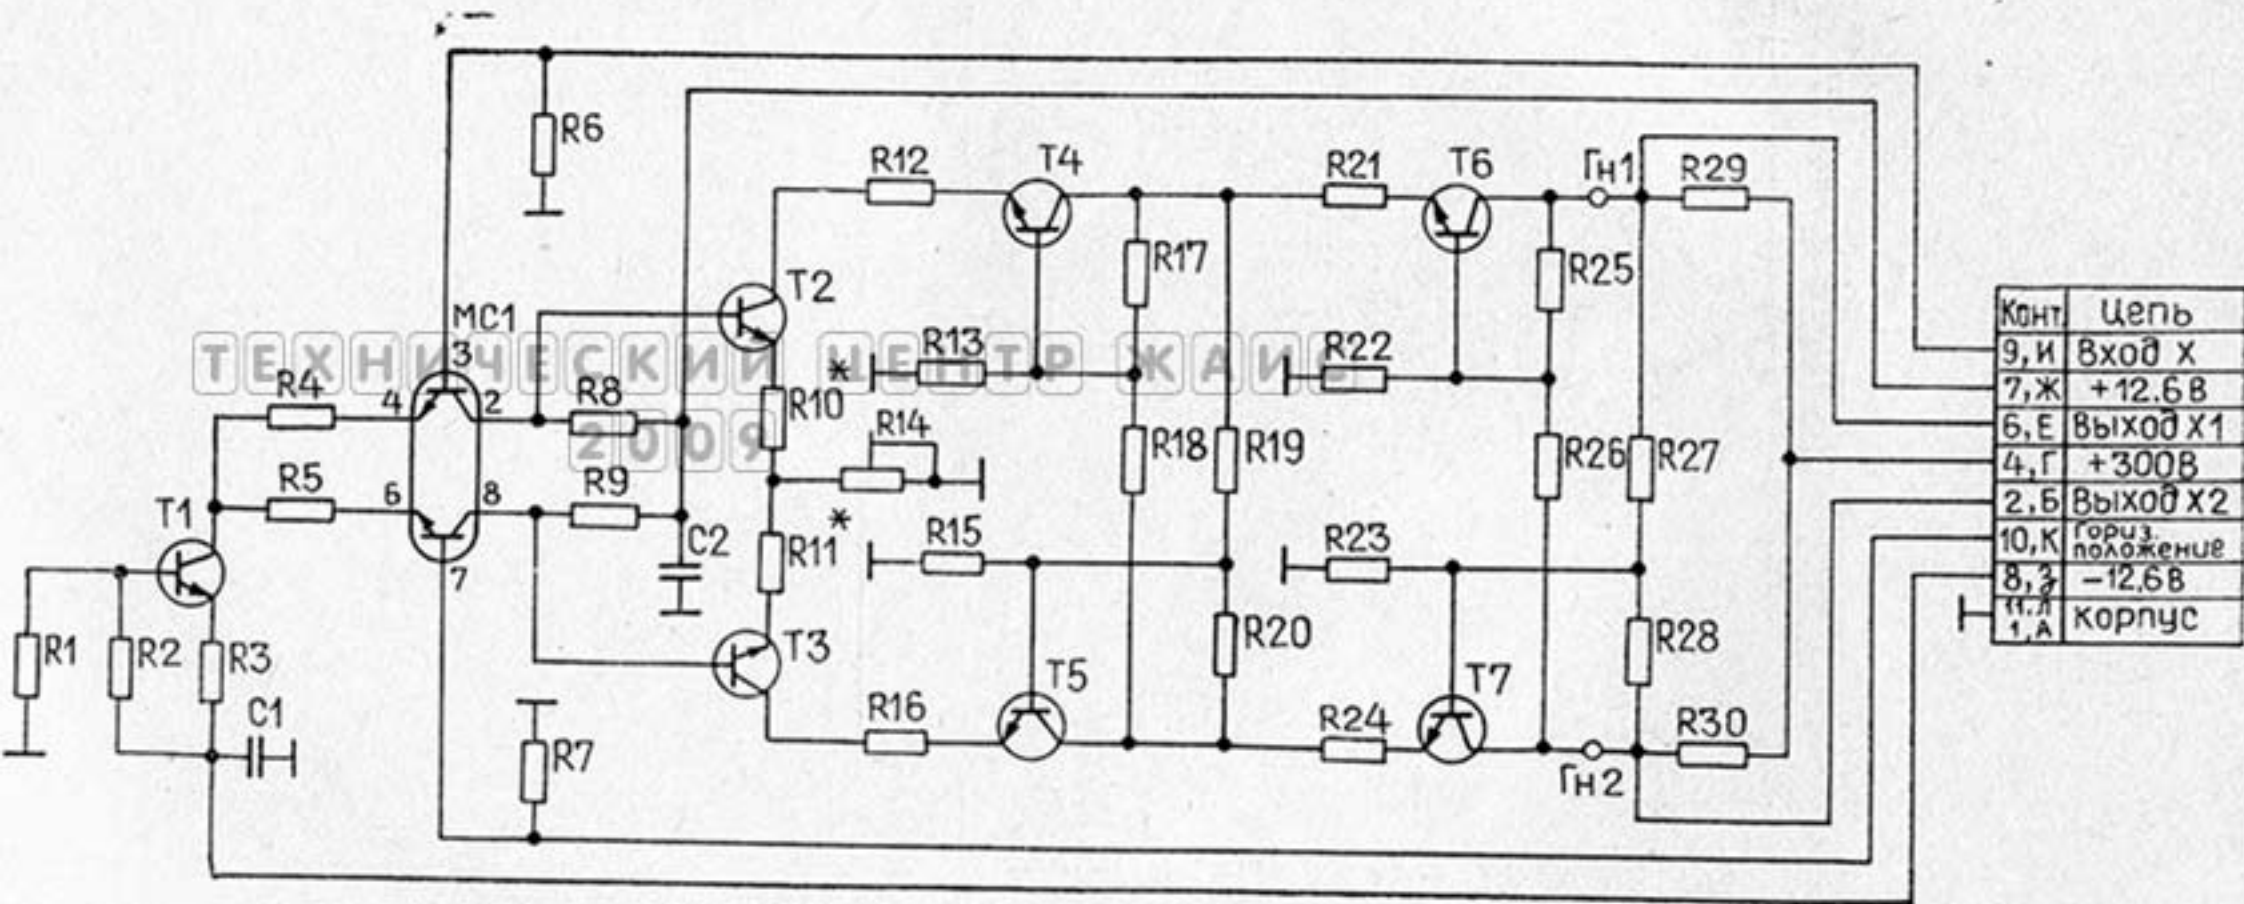 R6
R12
T4
R21
T6
Гн1
R29
R17
R25
T2
MC1
3
ТЕХНИЧЕСКИЙ ЦЕНТР ЖАИС
2009
R13
R22
*
R4
4
2
R8
R10
R14
R18
R19
R26
R27
R5
6
8
R9
T1
*
R11
R15
R23
C2
7
R1
R2
R3
T3
R20
R28
C1
R7
R16
T5
R24
T7
R30
Гн2
Конт Цепь
9,И Вход X
7,Ж +12.6В
6,Е Выход X1
4,Г +300В
2,Б Выход X2
10,К Гориз. положение
8,З -12,6В
11.Л
1,А Корпус